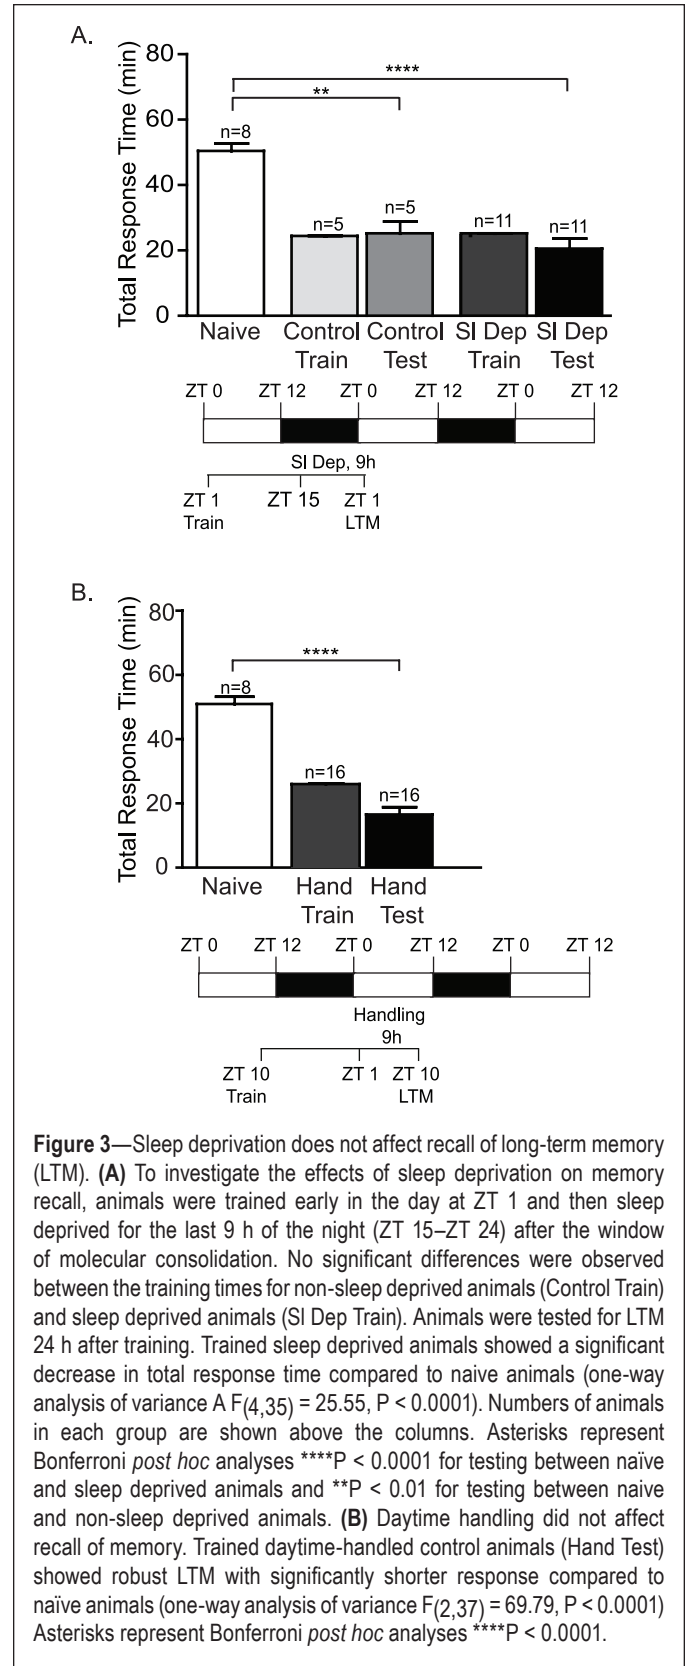 A.
Total Response Time (min)
80
60
40
20
0
****
**
n=8
n=5
n=5
n=11
n=11
Naive
Control
Train
Control
Test
Sl Dep
Train
Sl Dep
Test
ZT 0 ZT 12 ZT 0 ZT 12 ZT 0 ZT 12
Sl Dep, 9h
ZT 1
Train
ZT 15
ZT 1
LTM
B.
Total Response Time (min)
80
60
40
20
0
****
n=8
n=16
n=16
Naive
Hand
Train
Hand
Test
ZT 0 ZT 12 ZT 0 ZT 12 ZT 0 ZT 12
Handling
9h
ZT 10
Train
ZT 1
ZT 10
LTM
Figure 3—Sleep deprivation does not affect recall of long-term memory
(LTM). (A) To investigate the effects of sleep deprivation on memory
recall, animals were trained early in the day at ZT 1 and then sleep
deprived for the last 9 h of the night (ZT 15–ZT 24) after the window
of molecular consolidation. No significant differences were observed
between the training times for non-sleep deprived animals (Control Train)
and sleep deprived animals (Sl Dep Train). Animals were tested for LTM
24 h after training. Trained sleep deprived animals showed a significant
decrease in total response time compared to naive animals (one-way
analysis of variance A F(4,35) = 25.55, P < 0.0001). Numbers of animals
in each group are shown above the columns. Asterisks represent
Bonferroni post hoc analyses ****P < 0.0001 for testing between naïve
and sleep deprived animals and **P < 0.01 for testing between naive
and non-sleep deprived animals. (B) Daytime handling did not affect
recall of memory. Trained daytime-handled control animals (Hand Test)
showed robust LTM with significantly shorter response compared to
naïve animals (one-way analysis of variance F(2,37) = 69.79, P < 0.0001)
Asterisks represent Bonferroni post hoc analyses ****P < 0.0001.